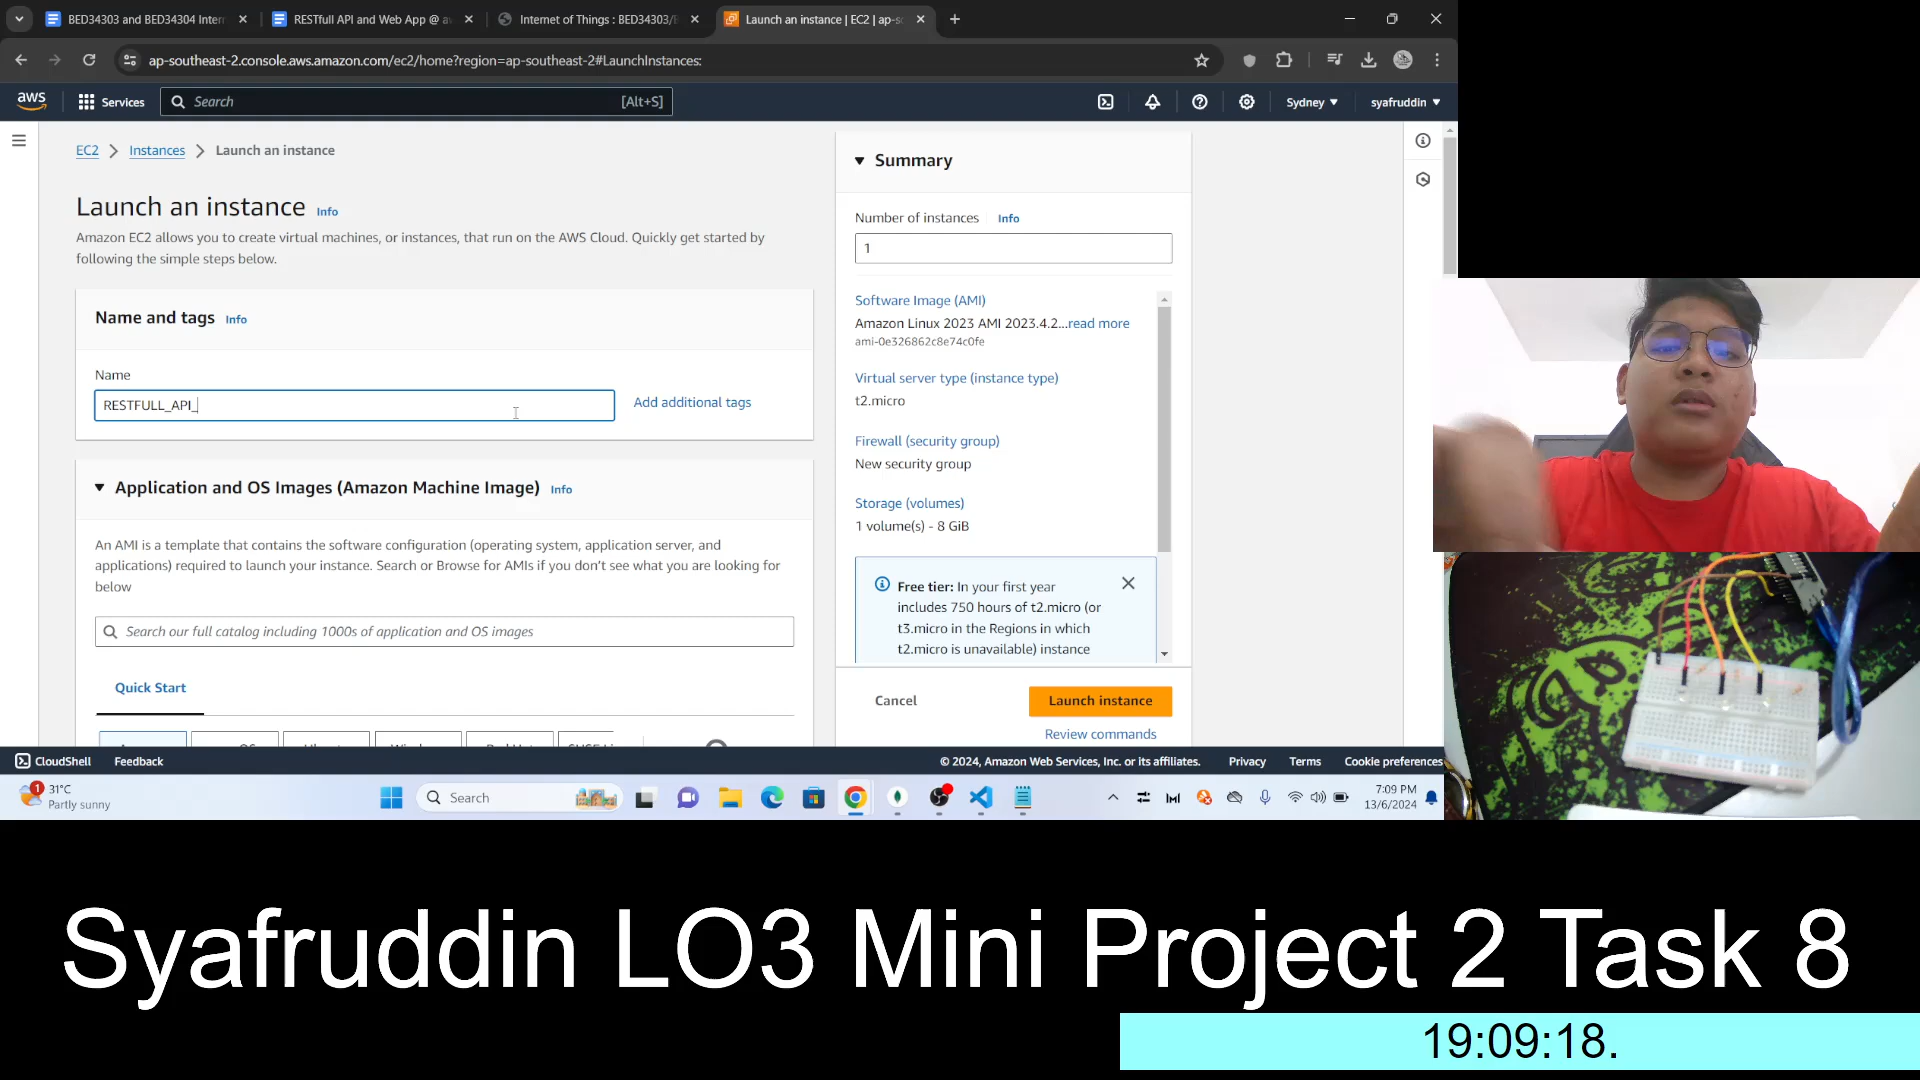 BED34303 and BED34304 Inter
RESTfull API and Web App @ aw
Internet of Things : BED34303/
Launch an instance | EC2 | ap-so
ap-southeast-2.console.aws.amazon.com/ec2/home?region=ap-southeast-2#LaunchInstances:
aws
Services
Search
[Alt+S]
Sydney
syafruddin
EC2
Instances
Launch an instance
Launch an instance
Info
Amazon EC2 allows you to create virtual machines, or instances, that run on the AWS Cloud. Quickly get started by
following the simple steps below.
Name and tags
Info
Name
RESTFULL_API_
Add additional tags
Application and OS Images (Amazon Machine Image)
Info
An AMI is a template that contains the software configuration (operating system, application server, and
applications) required to launch your instance. Search or Browse for AMIs if you don't see what you are looking for
below
Search our full catalog including 1000s of application and OS images
Quick Start
Summary
Number of instances
Info
1
Software Image (AMI)
Amazon Linux 2023 AMI 2023.4.2...read more
ami-0e326862c8e74c0fe
Virtual server type (instance type)
t2.micro
Firewall (security group)
New security group
Storage (volumes)
1 volume(s) - 8 GiB
Free tier: In your first year
includes 750 hours of t2.micro (or
t3.micro in the Regions in which
t2.micro is unavailable) instance
Cancel
Launch instance
Review commands
CloudShell
Feedback
© 2024, Amazon Web Services, Inc. or its affiliates.
Privacy
Terms
Cookie preferences
1
31°C
Partly sunny
Search
7:09 PM
13/6/2024
Syafruddin LO3 Mini Project 2 Task 8
19:09:18.